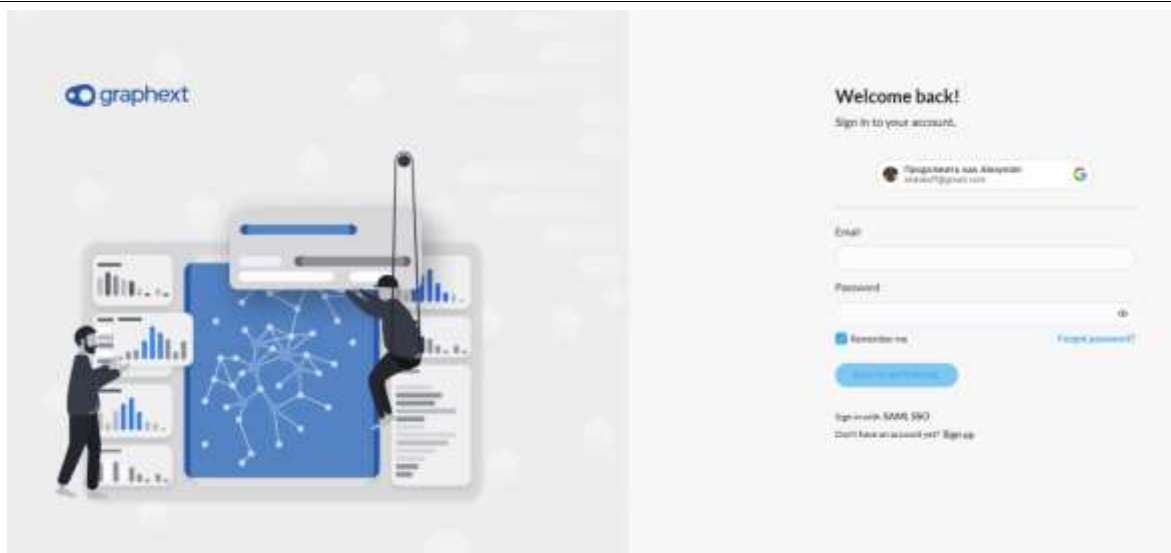 graphext
Welcome back!
Sign in to your account.
Продолжить как Alexander
Email
Password
Remember me
Forgot password?
Sign in with SAML SSO
Don't have an account yet? Sign up